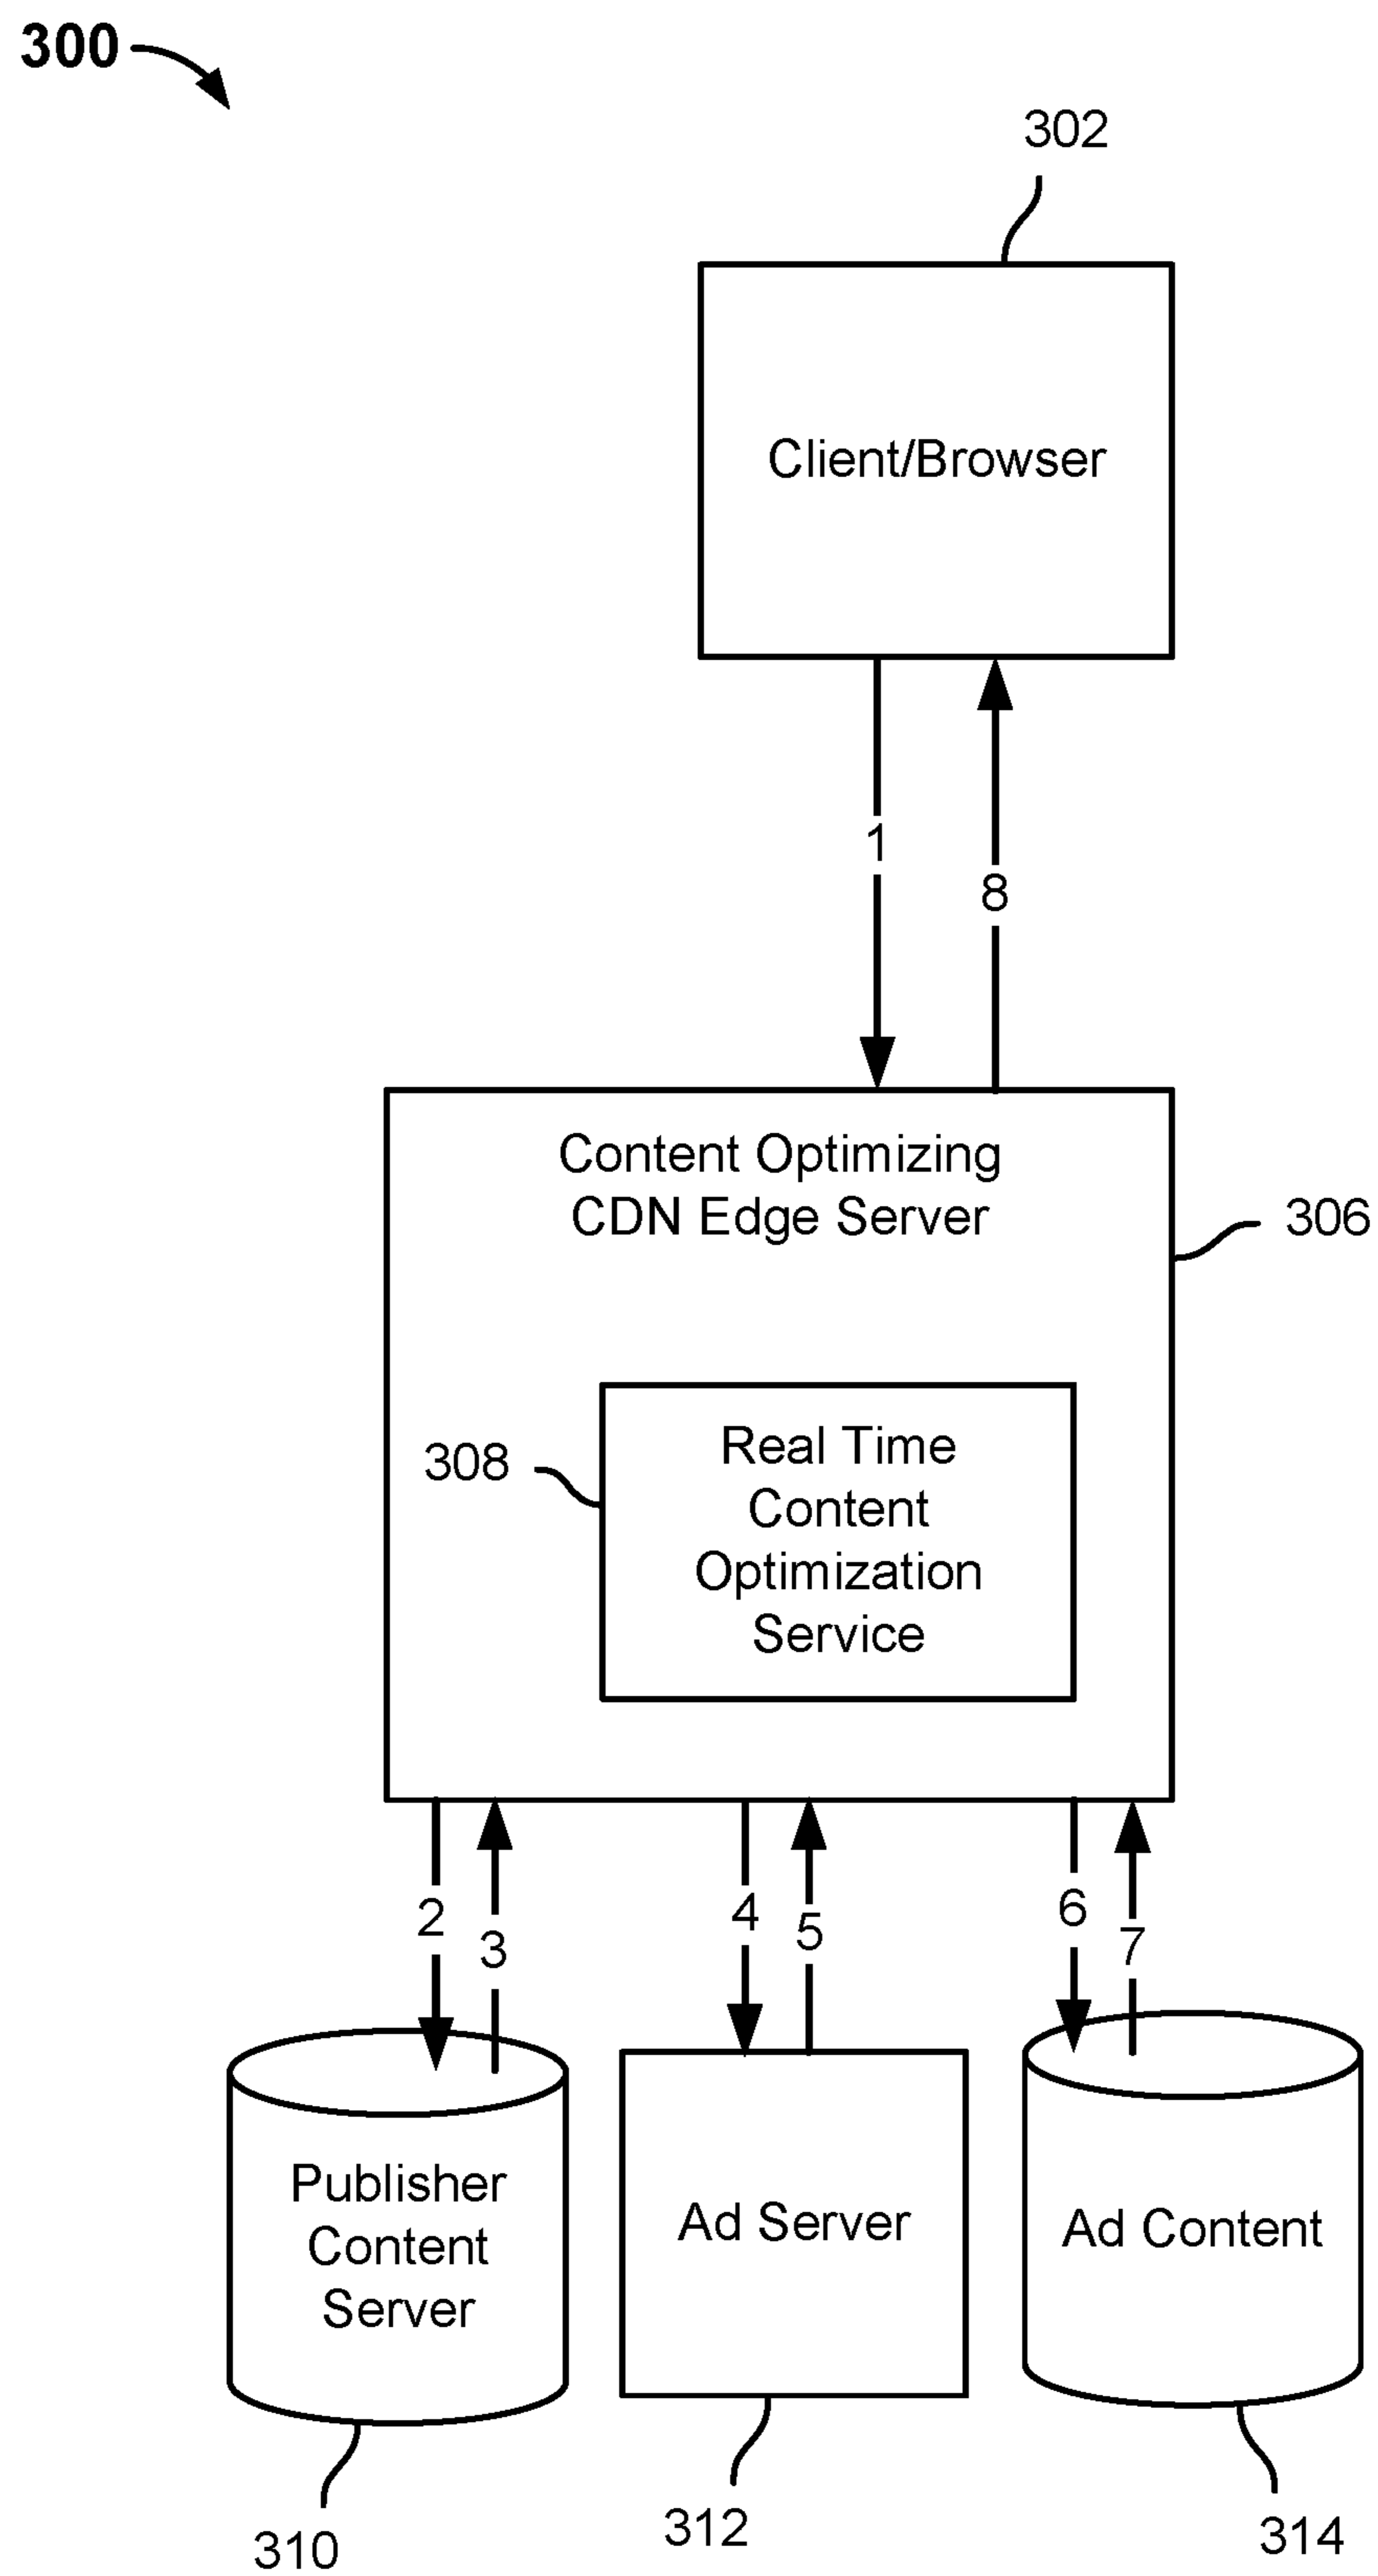 300
302
Client/Browser
1
8
Content Optimizing
CDN Edge Server
306
308
Real Time
Content
Optimization
Service
2
3
4
5
6
7
Publisher
Content
Server
Ad Server
Ad Content
310
312
314